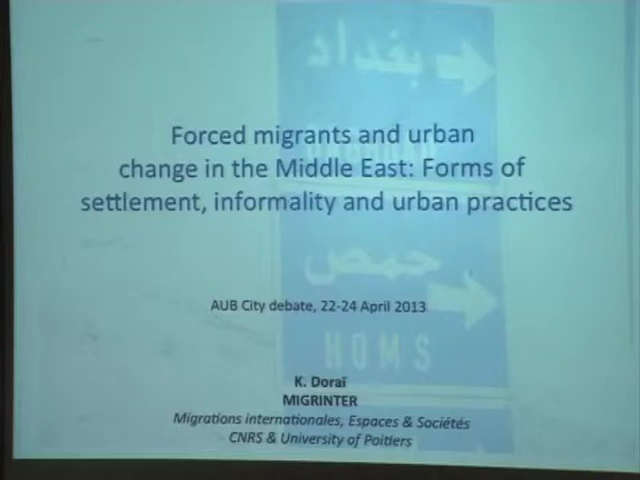 بغداد
Forced migrants and urban
change in the Middle East: Forms of
settlement, informality and urban practices
حمص
AUB City debate, 22-24 April 2013
HOMS
K. Doraï
MIGRINTER
Migrations internationales, Espaces & Sociétés
CNRS & University of Poitiers